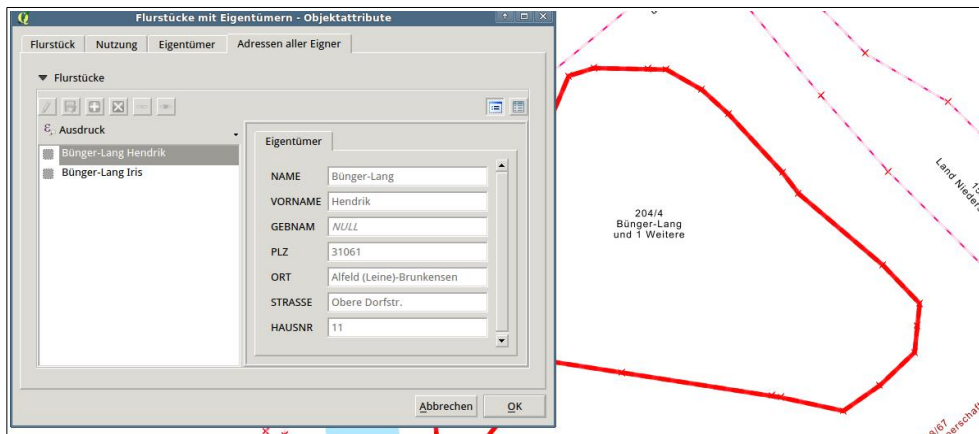 Flurstücke mit Eigentümern - Objektattribute
Flurstück Nutzung Eigentümer Adressen aller Eigner
Flurstücke
Ausdruck
Bünger-Lang Hendrik
Bünger-Lang Iris
Eigentümer
NAME Bünger-Lang
VORNAME Hendrik
GEBNAM NULL
PLZ 31061
ORT Alfeld (Leine)-Brunkensen
STRASSE Obere Dorfstr.
HAUSNR 11
Abbrechen OK
204/4
Bünger-Lang
und 1 Weitere
Land Nieders